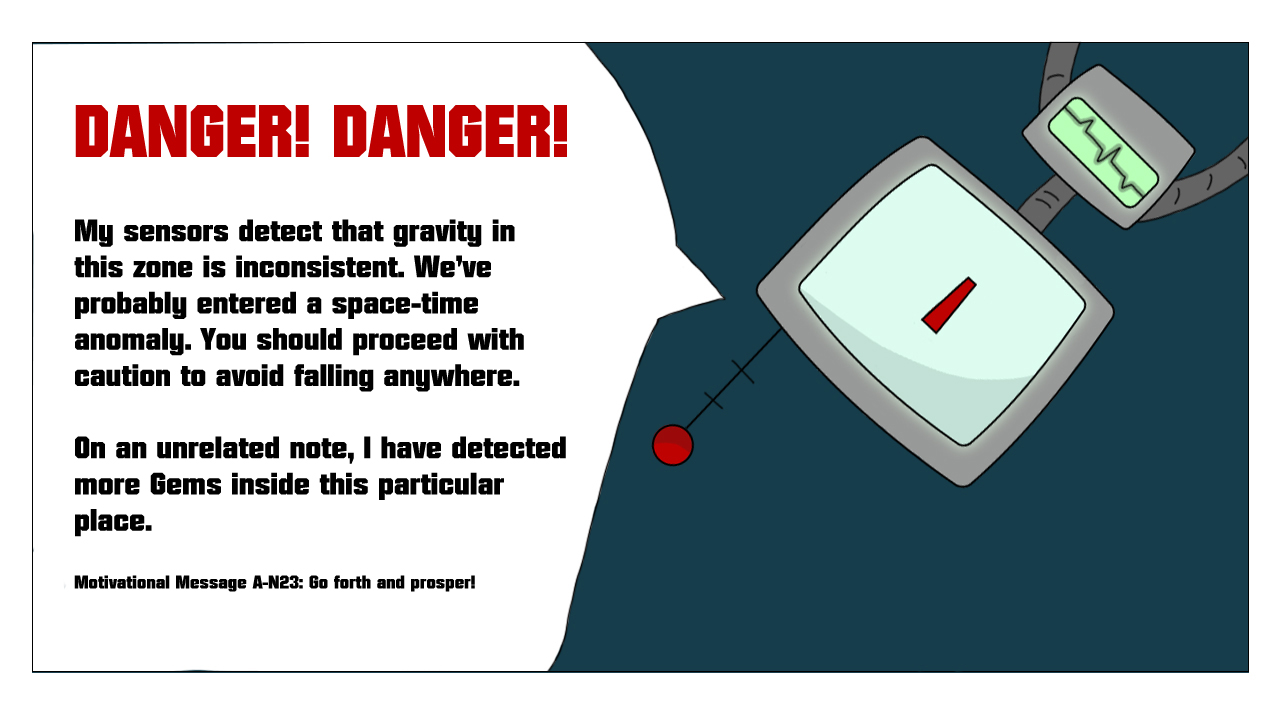 DANGER! DANGER!
My sensors detect that gravity in
this zone is inconsistent. We've
probably entered a space-time
anomaly. You should proceed with
caution to avoid falling anywhere.
On an unrelated note, I have detected
more Gems inside this particular
place.
Motivational Message A-N23: Go forth and prosper!